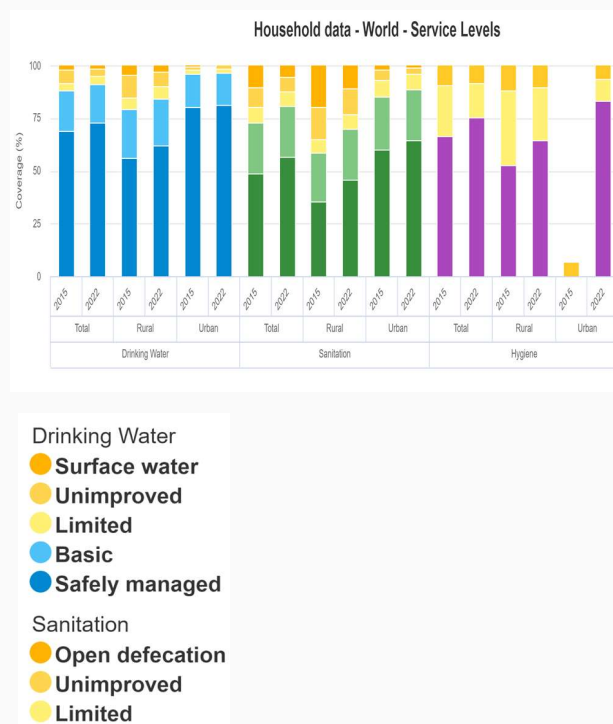 Household data - World - Service Levels
100
75
50
25
0
Coverage (%)
2015 2022 2015 2022 2015 2022 2015 2022 2015 2022 2015 2022 2015 2022 2015 2022 2015 2022
Total Rural Urban Total Rural Urban Total Rural Urban
Drinking Water Sanitation Hygiene
Drinking Water
Surface water
Unimproved
Limited
Basic
Safely managed
Sanitation
Open defecation
Unimproved
Limited